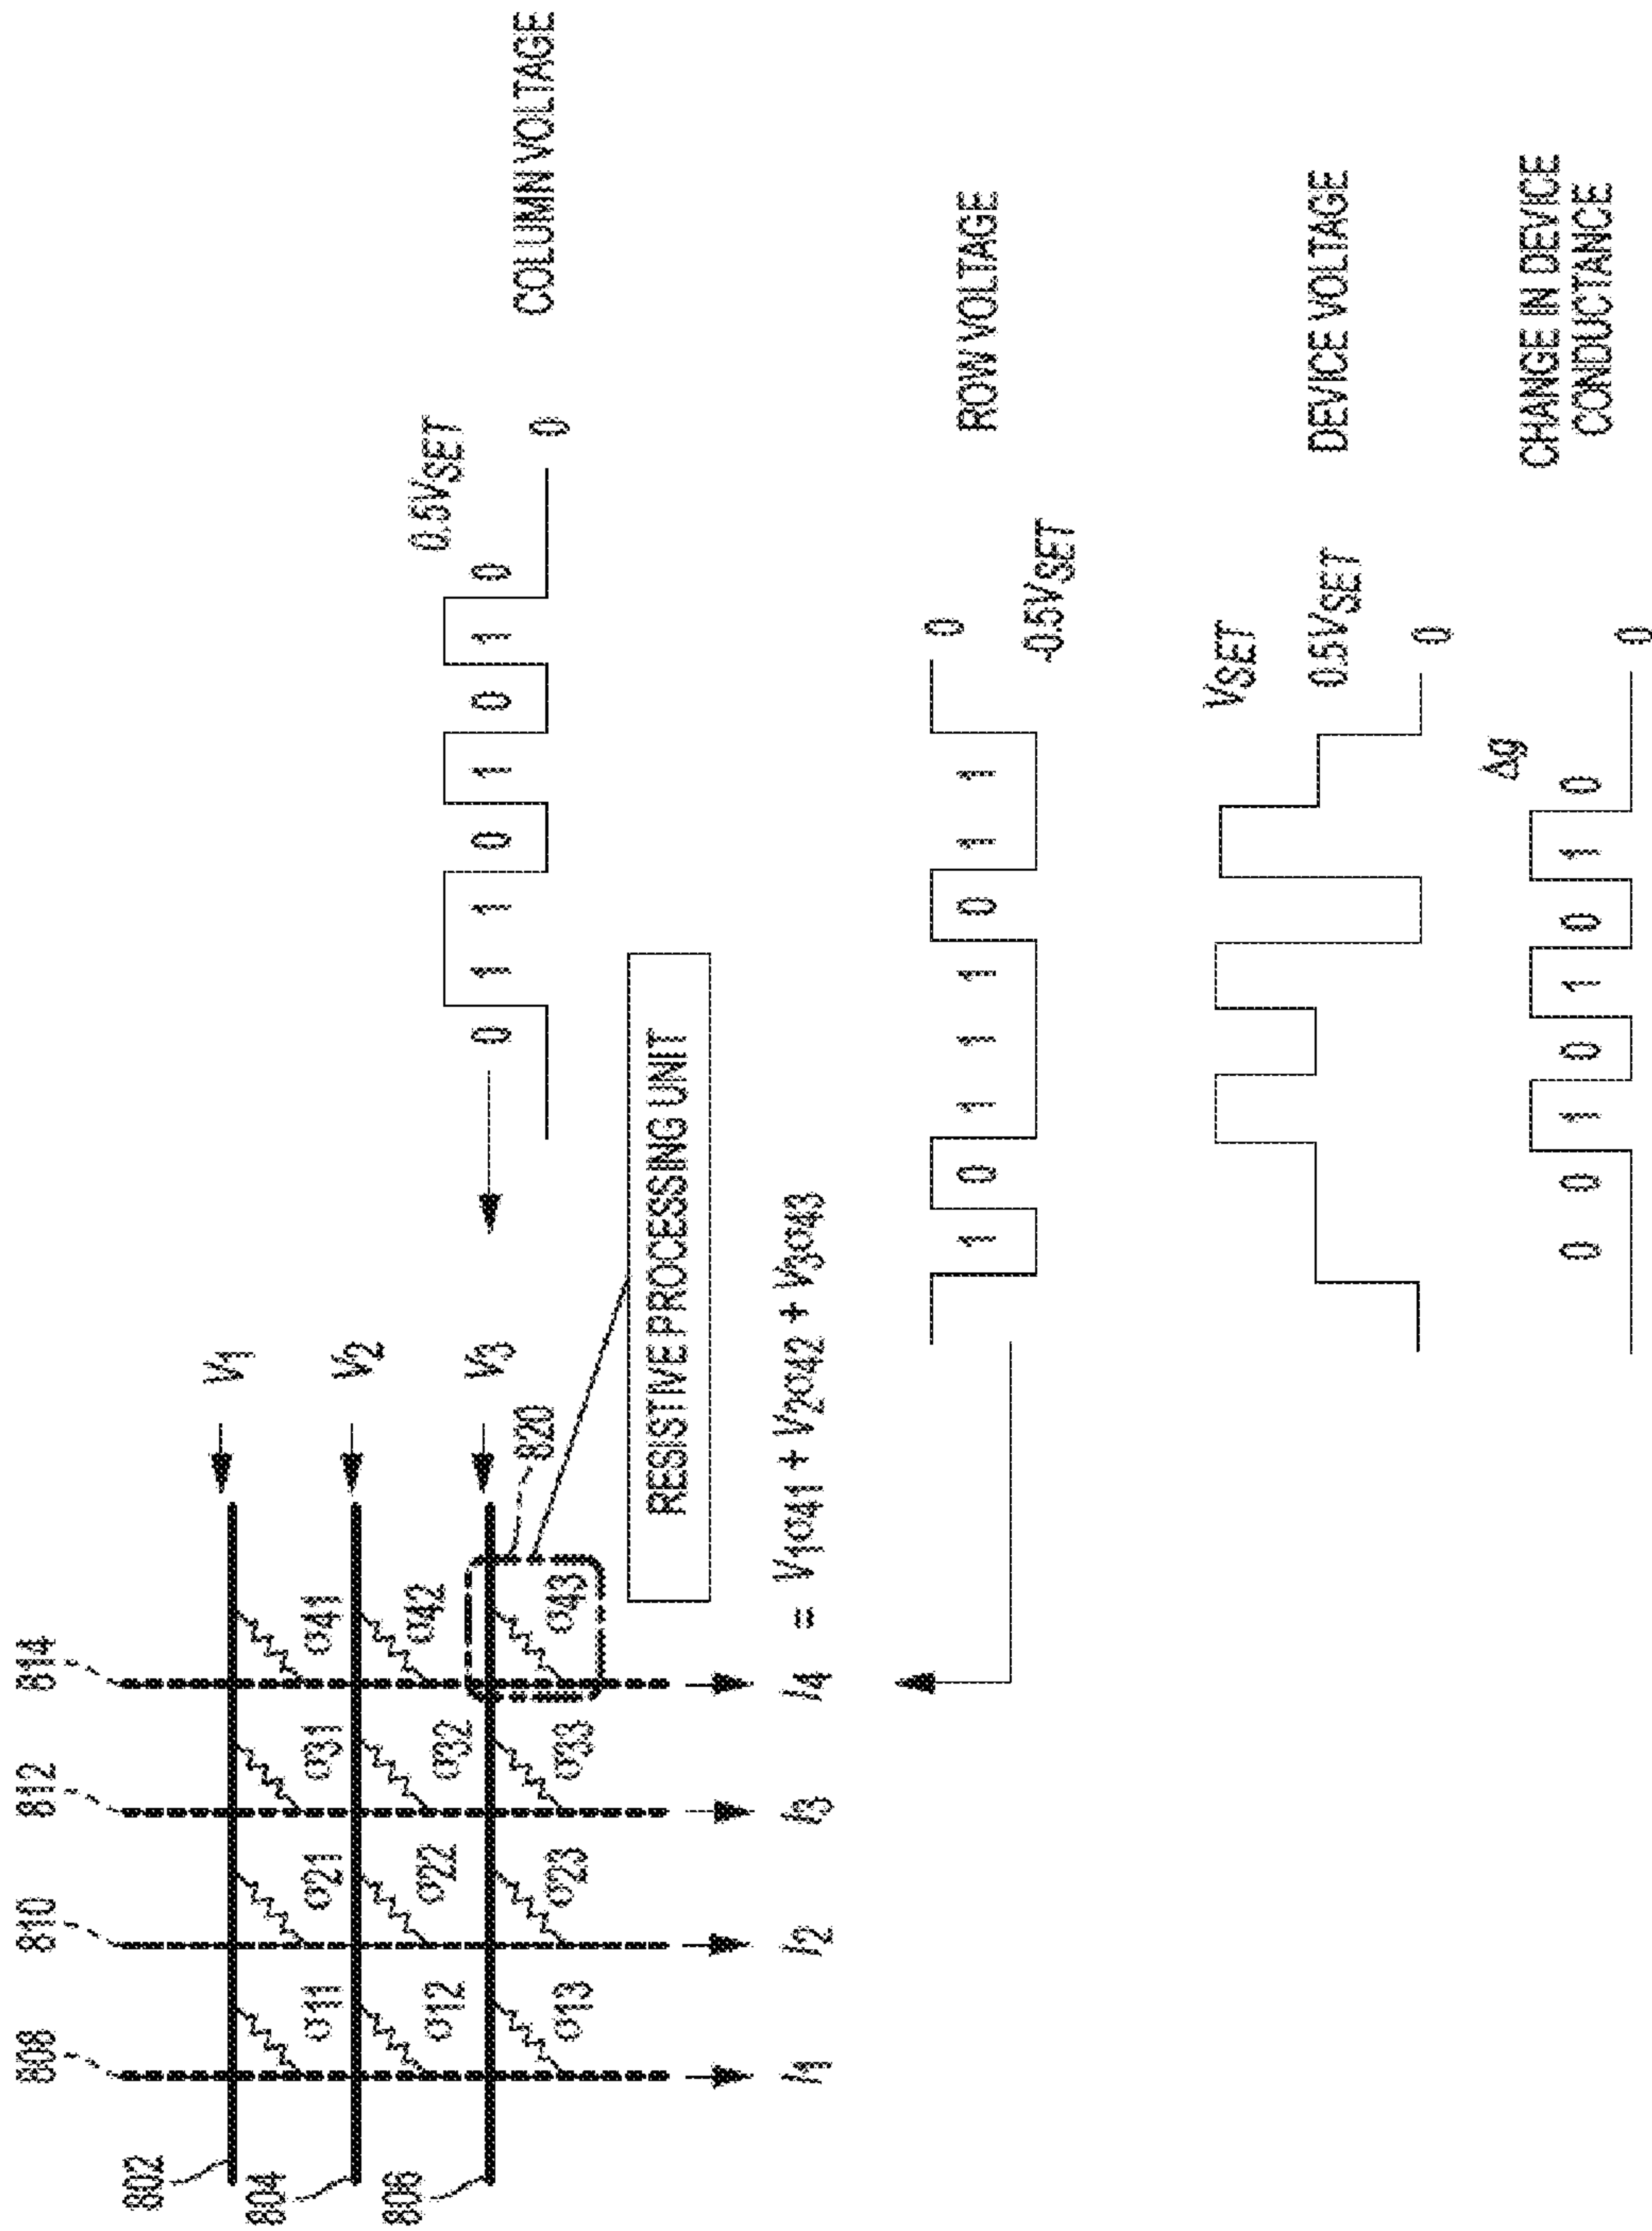 808
810
812
814
802
804
806
σ11
σ21
σ31
σ41
σ12
σ22
σ32
σ42
σ13
σ23
σ33
σ43
V1
V2
V3
820
RESISTIVE PROCESSING UNIT
I1
I2
I3
I4 = V1σ41 + V2σ42 + V3σ43
0 1 1 0 1 0 1 0
0.5VSET
0
COLUMN VOLTAGE
1 0 1 1 1 0 1 1
0
-0.5VSET
ROW VOLTAGE
VSET
0.5VSET
0
DEVICE VOLTAGE
0 0 1 0 1 0 1 0
Δg
0
CHANGE IN DEVICE
CONDUCTANCE